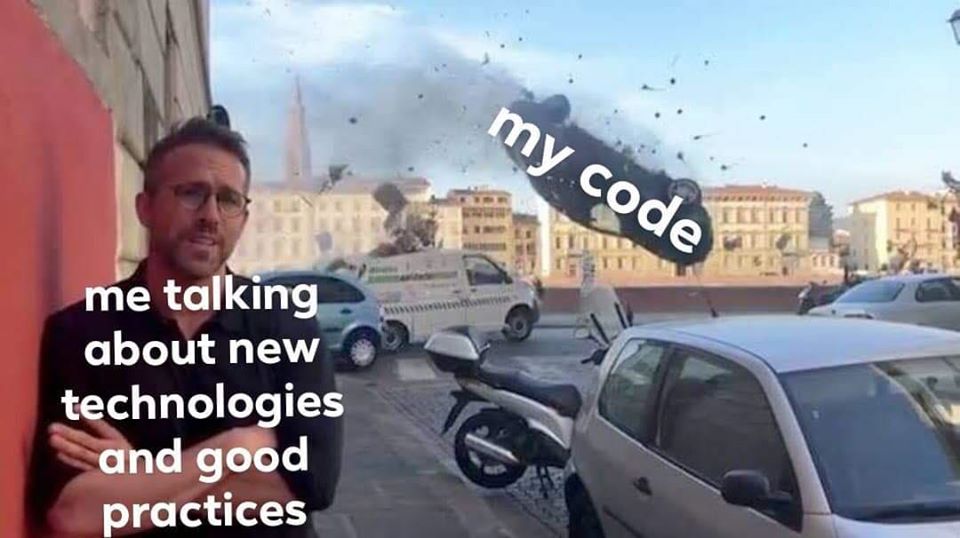 my code
me talking
about new
technologies
and good
practices